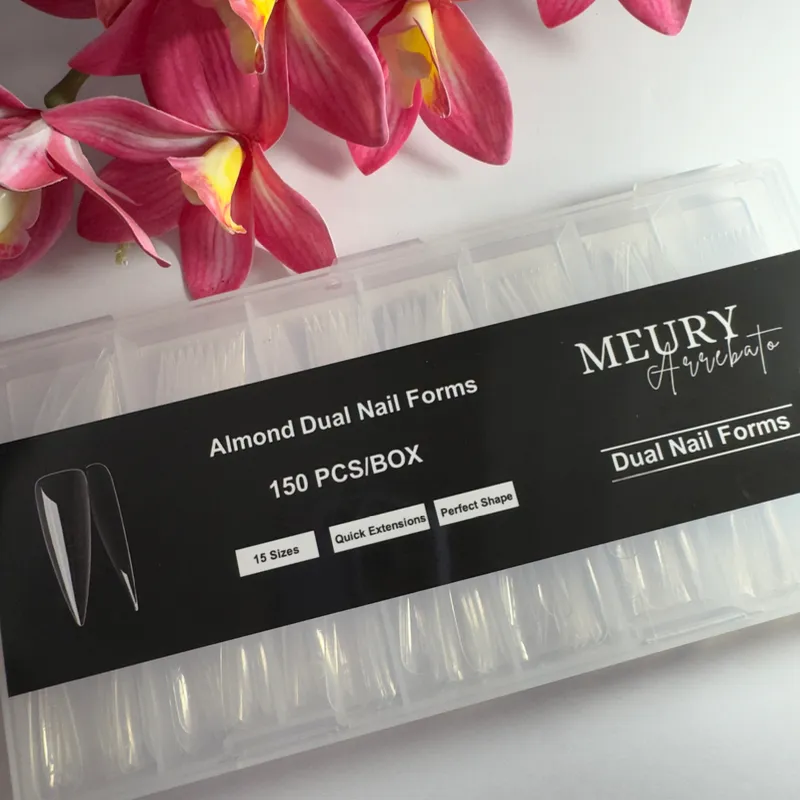 MEURY
Arrebato
Almond Dual Nail Forms
150 PCS/BOX
Dual Nail Forms
15 Sizes
Quick Extensions
Perfect Shape